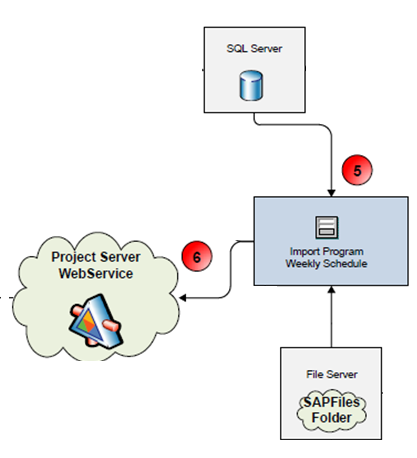 SQL Server
5
Import Program
Weekly Schedule
6
Project Server
WebService
File Server
SAPFiles
Folder